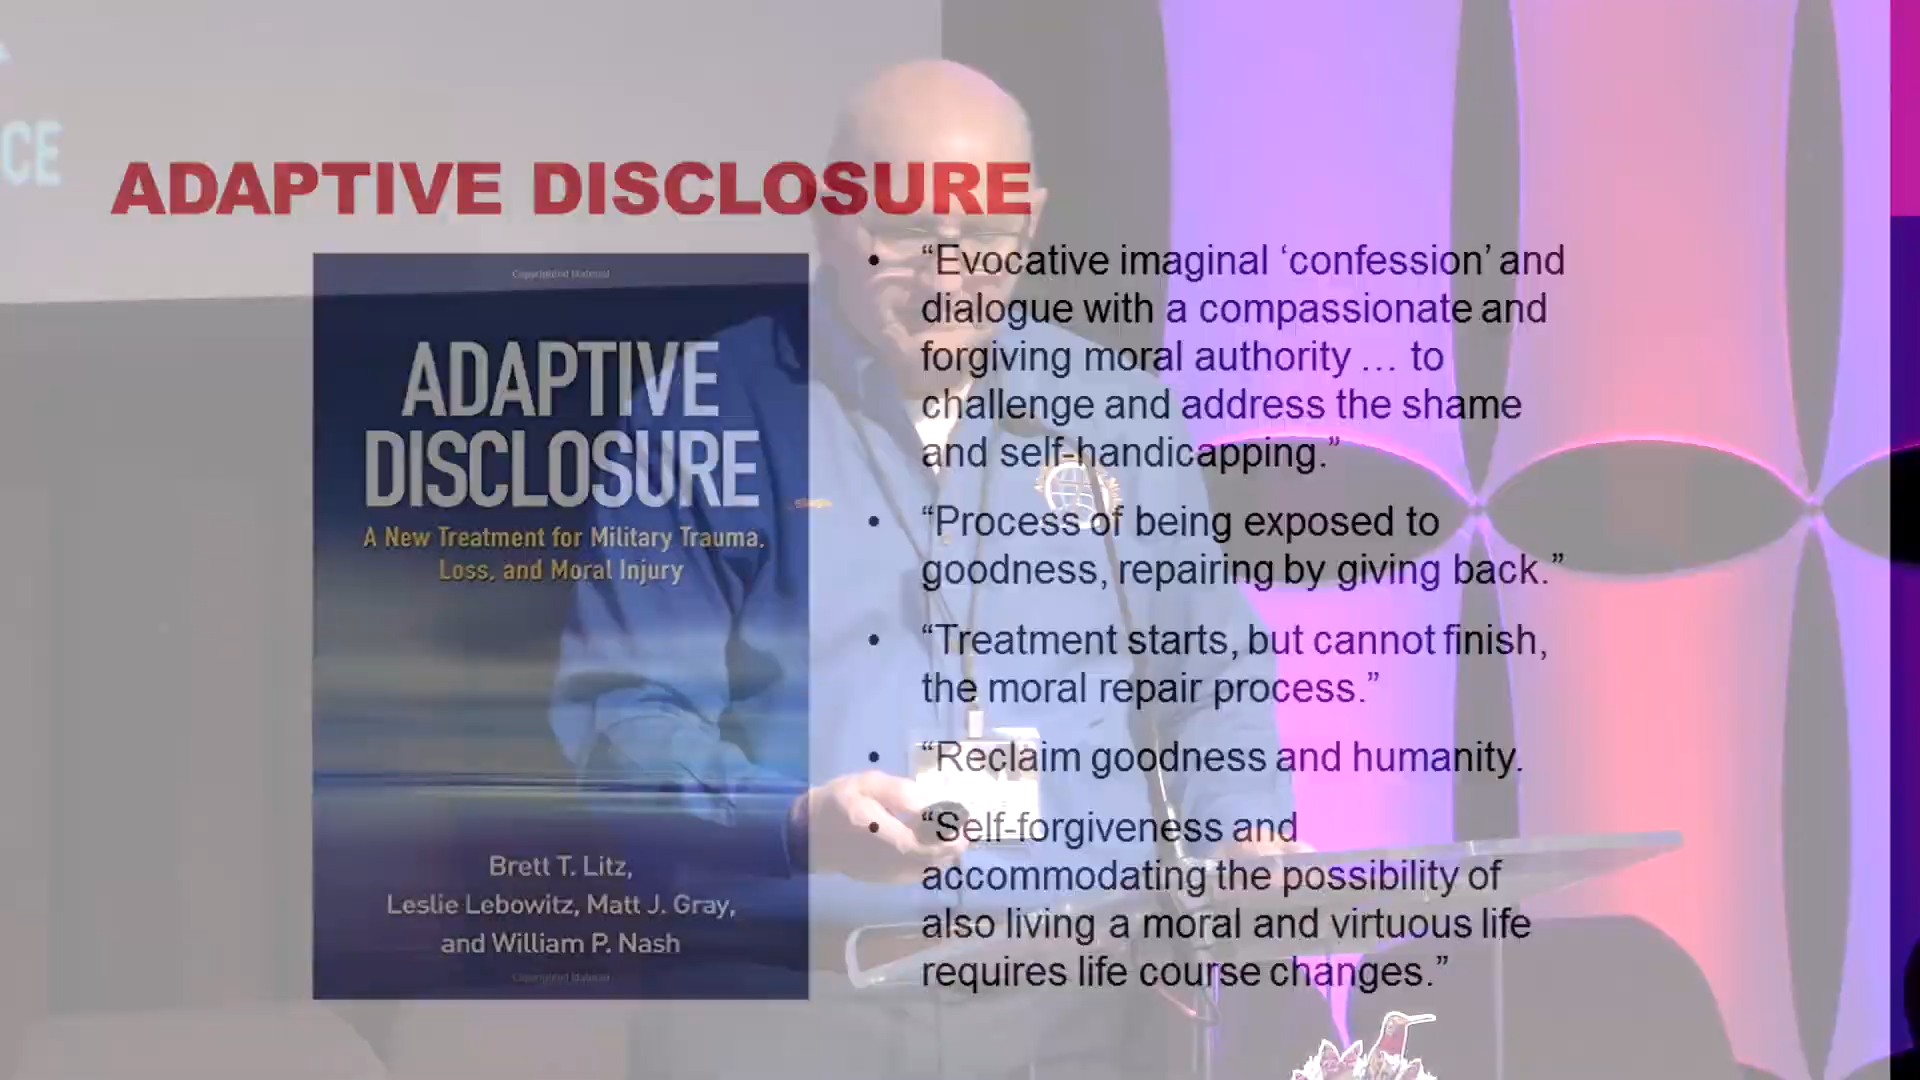 CE
ADAPTIVE DISCLOSURE
Copyrighted Material
ADAPTIVE
DISCLOSURE
A New Treatment for Military Trauma,
Loss, and Moral Injury
Brett T. Litz,
Leslie Lebowitz, Matt J. Gray,
and William P. Nash
Copyrighted Material
• “Evocative imaginal ‘confession’ and
dialogue with a compassionate and
forgiving moral authority … to
challenge and address the shame
and self-handicapping.”
• “Process of being exposed to
goodness, repairing by giving back.”
• “Treatment starts, but cannot finish,
the moral repair process.”
• “Reclaim goodness and humanity.
• “Self-forgiveness and
accommodating the possibility of
also living a moral and virtuous life
requires life course changes.”